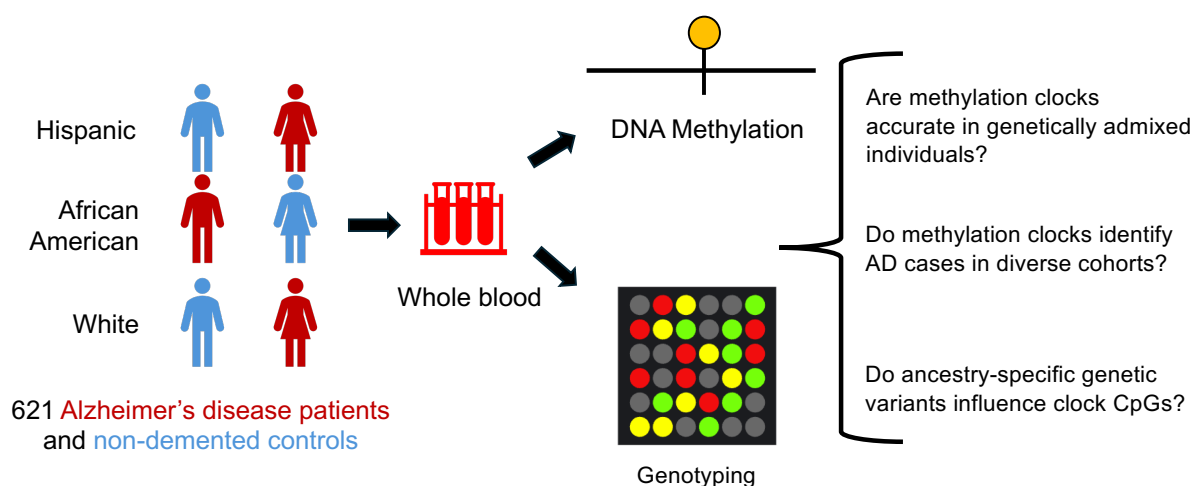 Hispanic
African
American
White
621 Alzheimer’s disease patients
and non-demented controls
Whole blood
DNA Methylation
Genotyping
Are methylation clocks
accurate in genetically admixed
individuals?
Do methylation clocks identify
AD cases in diverse cohorts?
Do ancestry-specific genetic
variants influence clock CpGs?